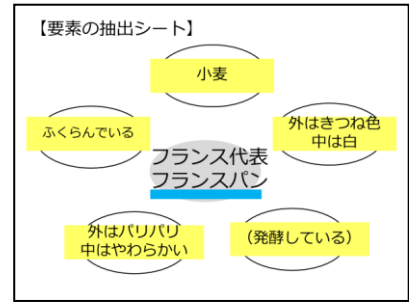 【要素の抽出シート】
小麦
ふくらんでいる
外はきつね色
中は白
フランス代表
フランスパン
外はパリパリ
中はやわらかい
（発酵している）